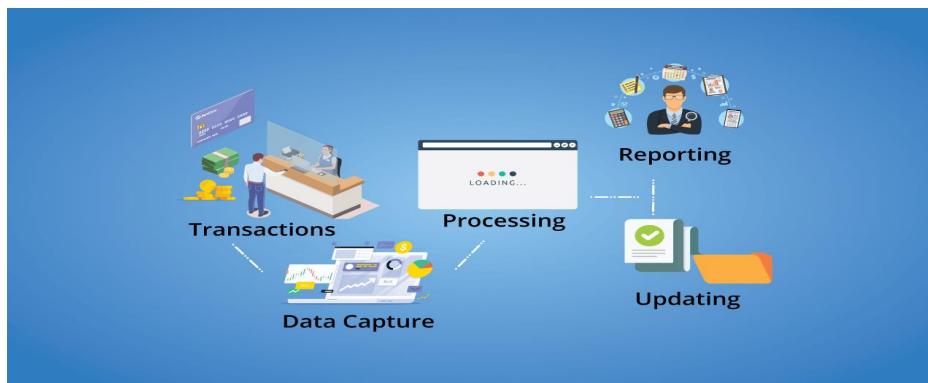 Reporting
LOADING...
Processing
Transactions
Updating
Data Capture